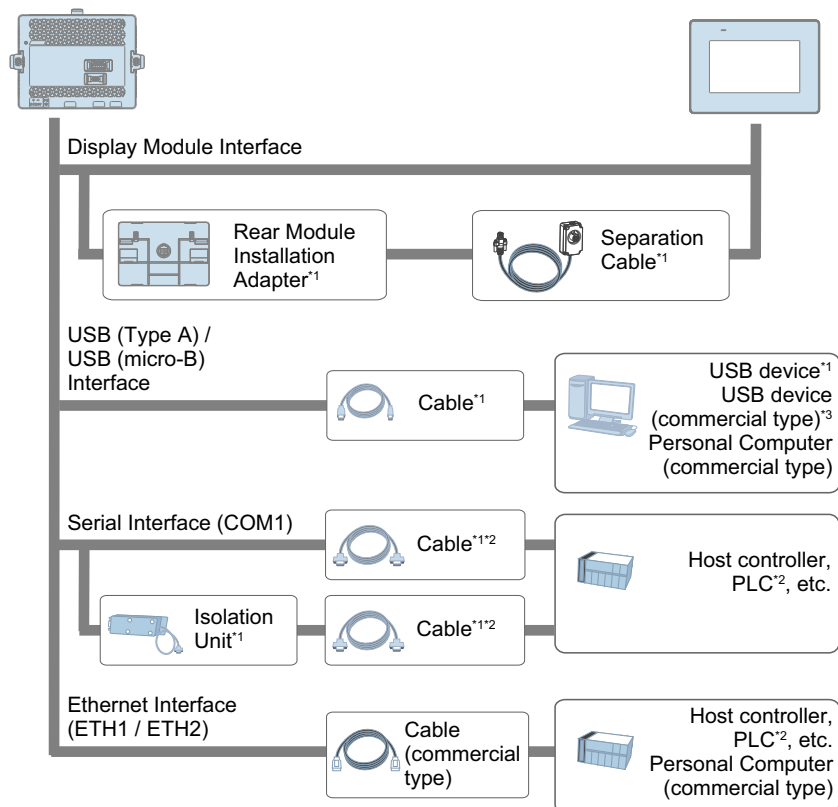 Display Module Interface
Rear Module
Installation
Adapter*1
Separation
Cable*1
USB (Type A) /
USB (micro-B)
Interface
Cable*1
USB device*1
USB device
(commercial type)*3
Personal Computer
(commercial type)
Serial Interface (COM1)
Cable*1*2
Host controller,
PLC*2, etc.
Isolation
Unit*1
Cable*1*2
Ethernet Interface
(ETH1 / ETH2)
Cable
(commercial
type)
Host controller,
PLC*2, etc.
Personal Computer
(commercial type)